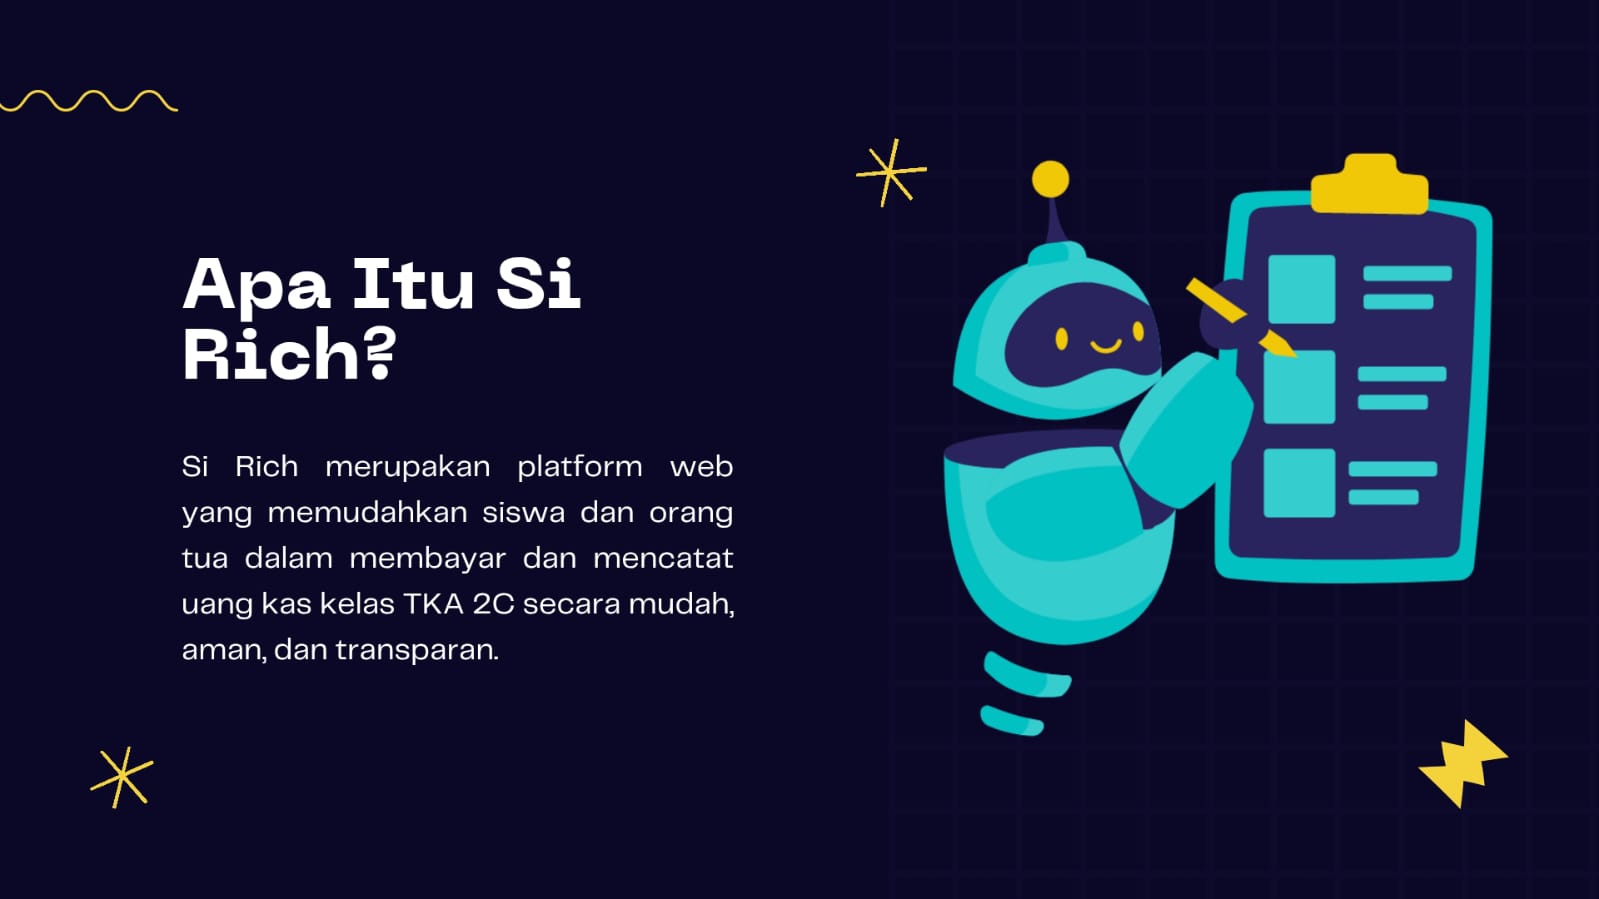 Apa Itu Si
Rich?
Si Rich merupakan platform web
yang memudahkan siswa dan orang
tua dalam membayar dan mencatat
uang kas kelas TKA 2C secara mudah,
aman, dan transparan.